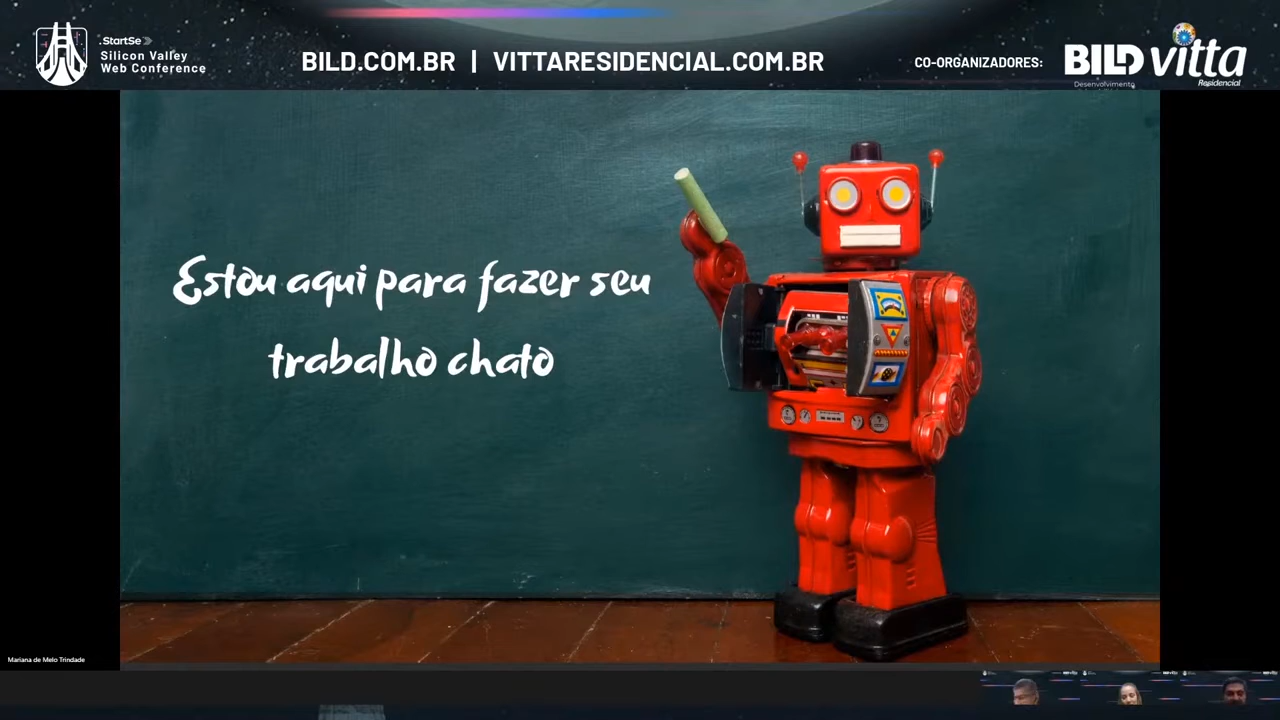 .StartSe
Silicon Valley
Web Conference
BILD.COM.BR | VITTARESIDENCIAL.COM.BR
CO-ORGANIZADORES:
BILD
Desenvolvimento
vitta
Residencial
Estou aqui para fazer seu
trabalho chato
Mariana de Melo Trindade